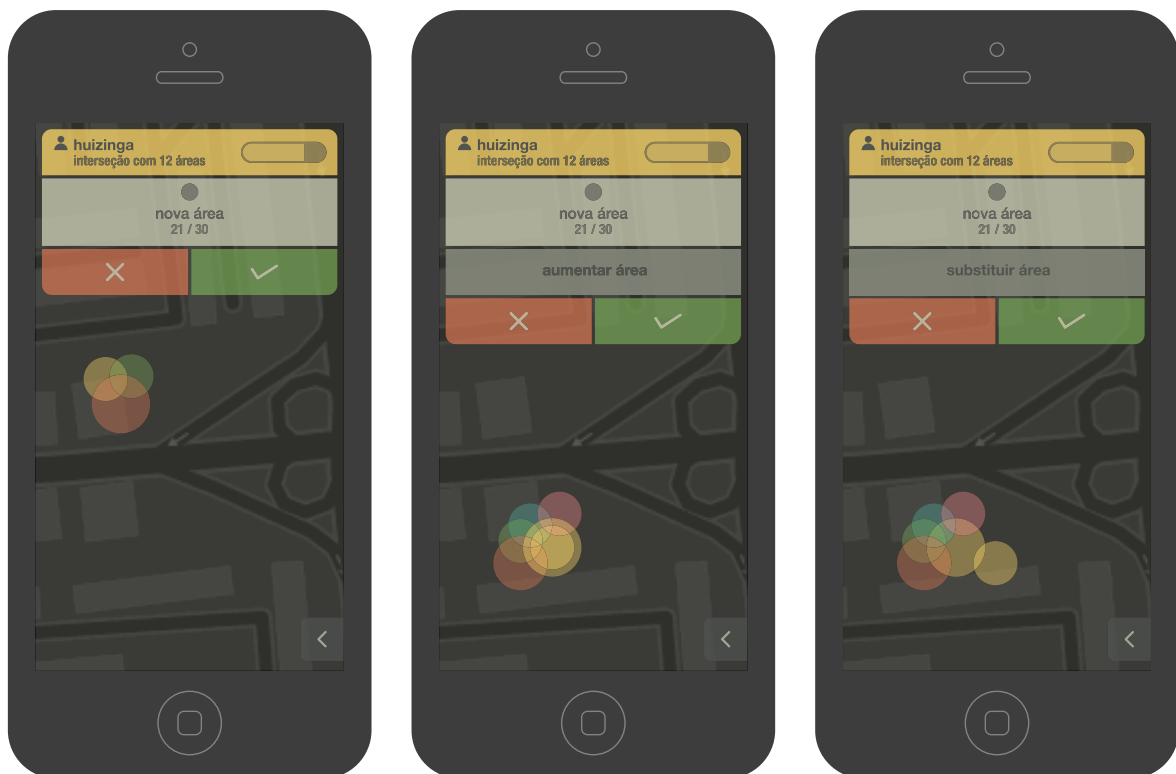 huizinga
interseção com 12 áreas
nova área
21 / 30
huizinga
interseção com 12 áreas
nova área
21 / 30
aumentar área
huizinga
interseção com 12 áreas
nova área
21 / 30
substituir área